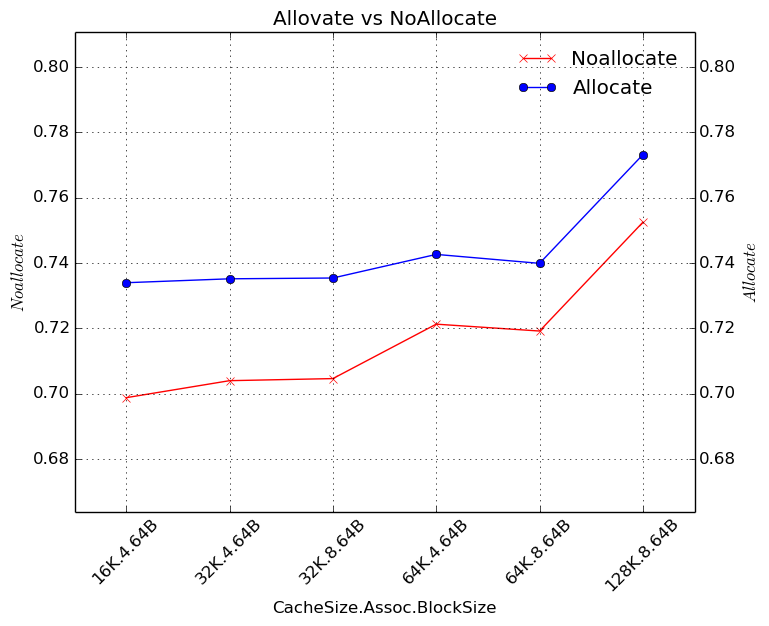 Allovate vs NoAllocate
Noallocate
Allocate
0.80
0.78
0.76
0.74
0.72
0.70
0.68
0.80
0.78
0.76
0.74
0.72
0.70
0.68
Noallocate
Allocate
16K.4.64B
32K.4.64B
32K.8.64B
64K.4.64B
64K.8.64B
128K.8.64B
CacheSize.Assoc.BlockSize